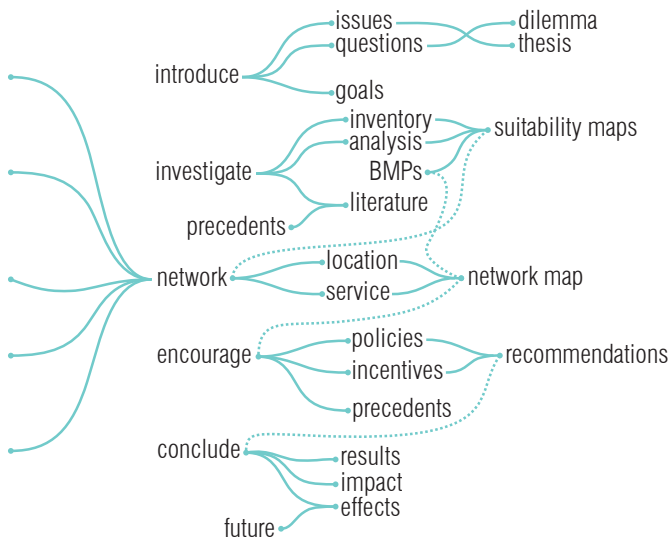 issues
dilemma
questions
thesis
introduce
goals
inventory
suitability maps
analysis
investigate
BMPs
literature
precedents
location
network
network map
service
policies
encourage
recommendations
incentives
precedents
conclude
results
impact
effects
future